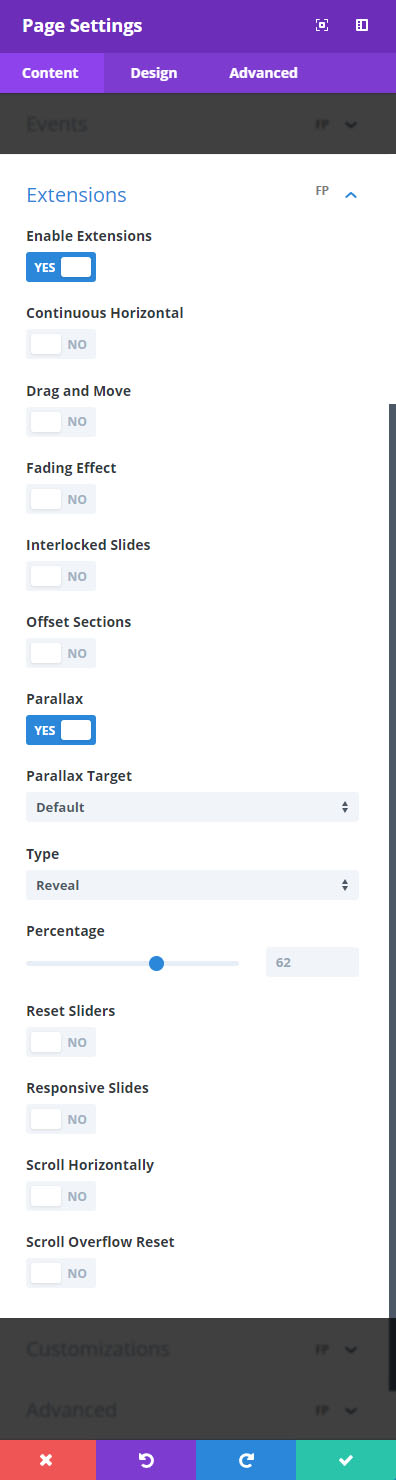 Page Settings
Content Design Advanced
Events FP
Extensions FP
Enable Extensions
YES
Continuous Horizontal
NO
Drag and Move
NO
Fading Effect
NO
Interlocked Slides
NO
Offset Sections
NO
Parallax
YES
Parallax Target
Default
Type
Reveal
Percentage
62
Reset Sliders
NO
Responsive Slides
NO
Scroll Horizontally
NO
Scroll Overflow Reset
NO
Customizations FP
Advanced FP